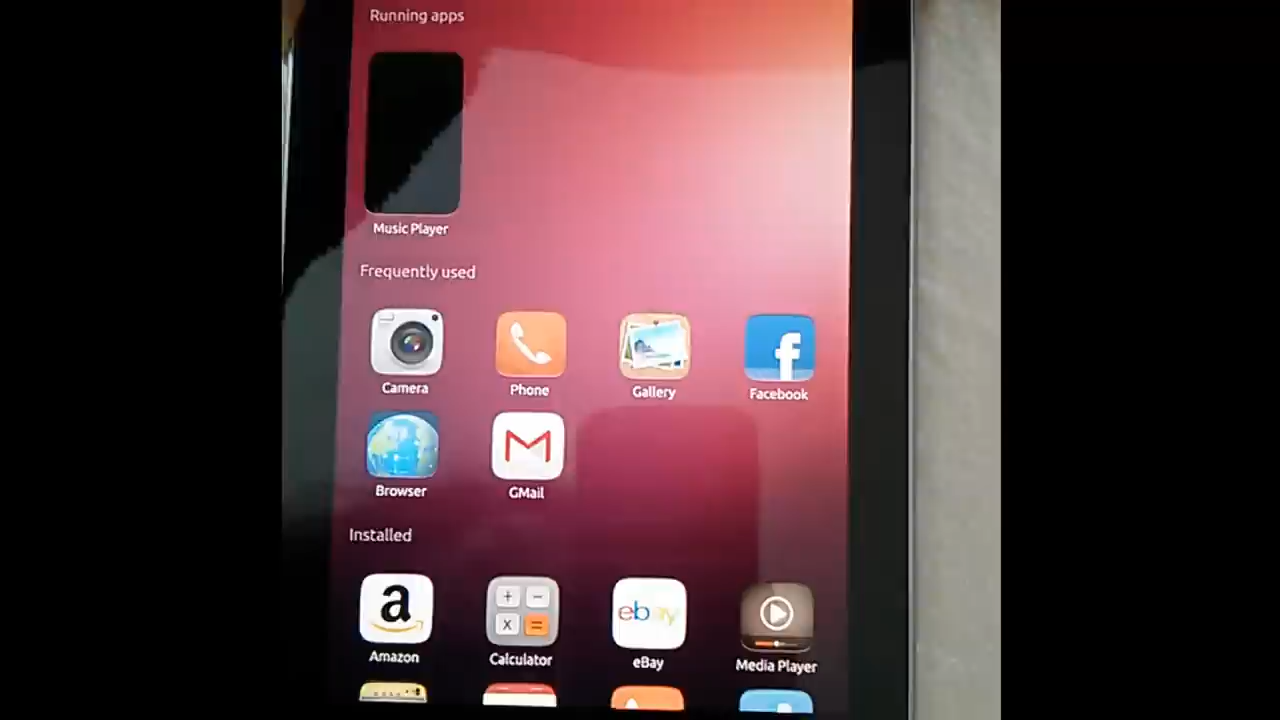 Running apps
Music Player
Frequently used
Camera
Phone
Gallery
Facebook
Browser
GMail
Installed
a
ebay
Amazon
Calculator
eBay
Media Player